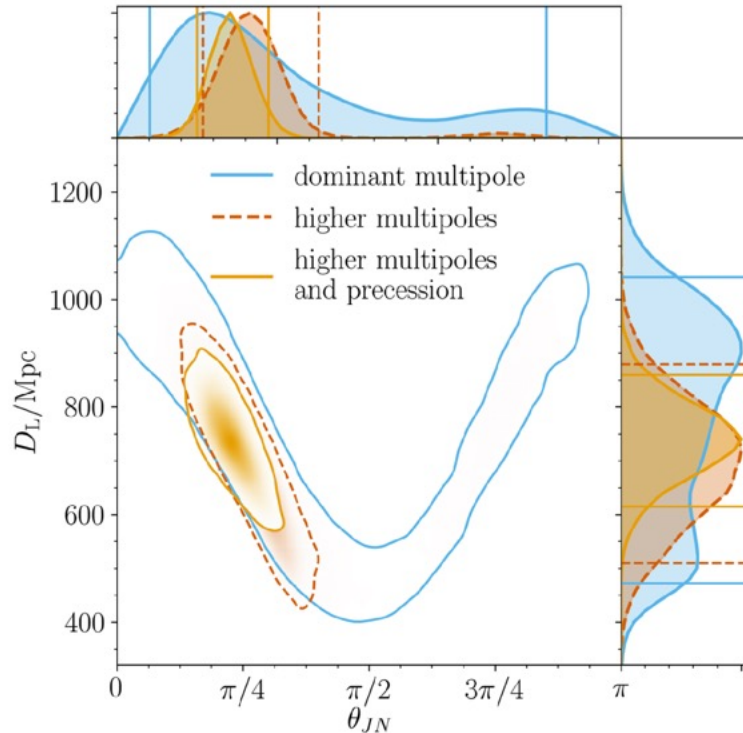 dominant multipole
higher multipoles
higher multipoles
and precession
1200
1000
800
600
400
D_L/Mpc
0
π/4
π/2
3π/4
π
θ_JN